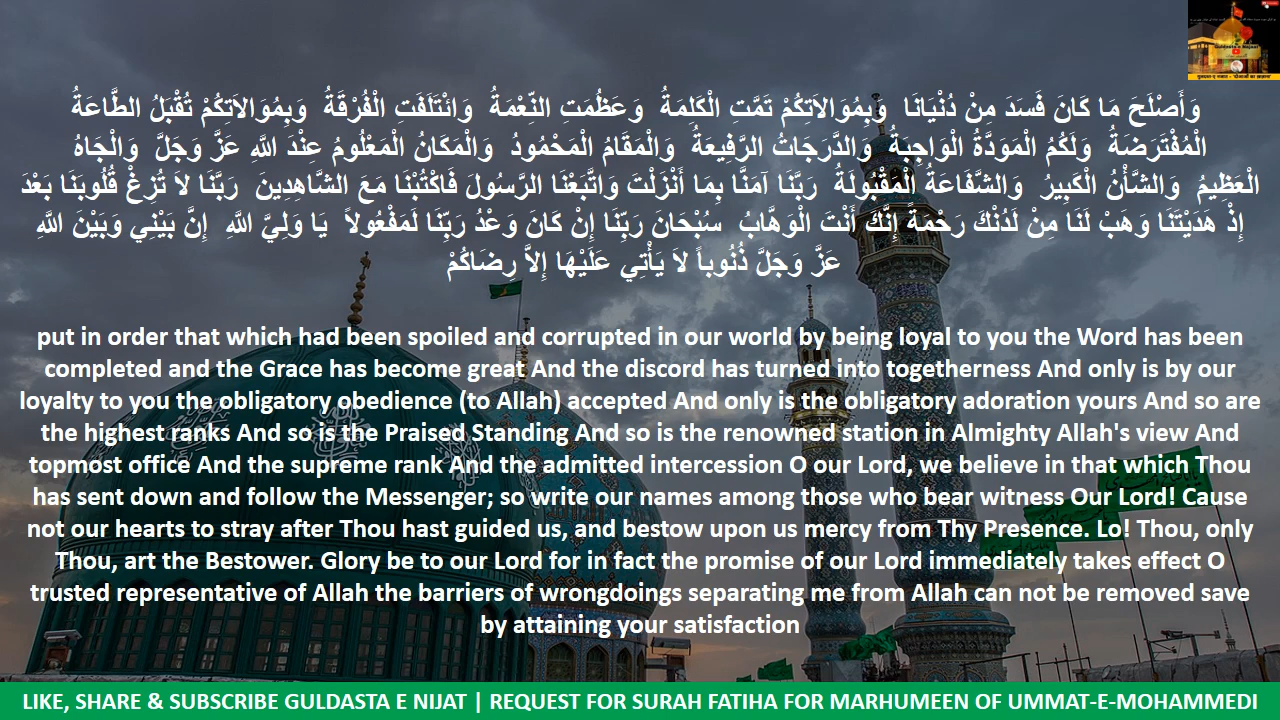 وَأَصْلَحَ مَا كَانَ فَسَدَ مِنْ دُنْيَانَا وَبِمُوَالاَتِكُمْ تَمَّتِ الْكَلِمَةُ وَعَظُمَتِ النِّعْمَةُ وَائْتَلَفَتِ الْفُرْقَةُ وَبِمُوَالاَتِكُمْ تُقْبَلُ الطَّاعَةُ
الْمُفْتَرَضَةُ وَلَكُمُ الْمَوَدَّةُ الْوَاجِبَةُ وَالدَّرَجَاتُ الرَّفِيعَةُ وَالْمَقَامُ الْمَحْمُودُ وَالْمَكَانُ الْمَعْلُومُ عِنْدَ اللَّهِ عَزَّ وَجَلَّ وَالْجَاهُ
الْعَظِيمُ وَالشَّأْنُ الْكَبِيرُ وَالشَّفَاعَةُ الْمَقْبُولَةُ رَبَّنَا آمَنَّا بِمَا أَنْزَلْتَ وَاتَّبَعْنَا الرَّسُولَ فَاكْتُبْنَا مَعَ الشَّاهِدِينَ رَبَّنَا لاَ تُزِغْ قُلُوبَنَا بَعْدَ
إِذْ هَدَيْتَنَا وَهَبْ لَنَا مِنْ لَدُنْكَ رَحْمَةً إِنَّكَ أَنْتَ الْوَهَّابُ سُبْحَانَ رَبِّنَا إِنْ كَانَ وَعْدُ رَبِّنَا لَمَفْعُولاً يَا وَلِيَّ اللَّهِ إِنَّ بَيْنِي وَبَيْنَ اللَّهِ
عَزَّ وَجَلَّ ذُنُوباً لاَ يَأْتِي عَلَيْهَا إِلاَّ رِضَاكُمْ
put in order that which had been spoiled and corrupted in our world by being loyal to you the Word has been
completed and the Grace has become great And the discord has turned into togetherness And only is by our
loyalty to you the obligatory obedience (to Allah) accepted And only is the obligatory adoration yours And so are
the highest ranks And so is the Praised Standing And so is the renowned station in Almighty Allah's view And
topmost office And the supreme rank And the admitted intercession O our Lord, we believe in that which Thou
has sent down and follow the Messenger; so write our names among those who bear witness Our Lord! Cause
not our hearts to stray after Thou hast guided us, and bestow upon us mercy from Thy Presence. Lo! Thou, only
Thou, art the Bestower. Glory be to our Lord for in fact the promise of our Lord immediately takes effect O
trusted representative of Allah the barriers of wrongdoings separating me from Allah can not be removed save
by attaining your satisfaction
LIKE, SHARE & SUBSCRIBE GULDASTA E NIJAT | REQUEST FOR SURAH FATIHA FOR MARHUMEEN OF UMMAT-E-MOHAMMEDI